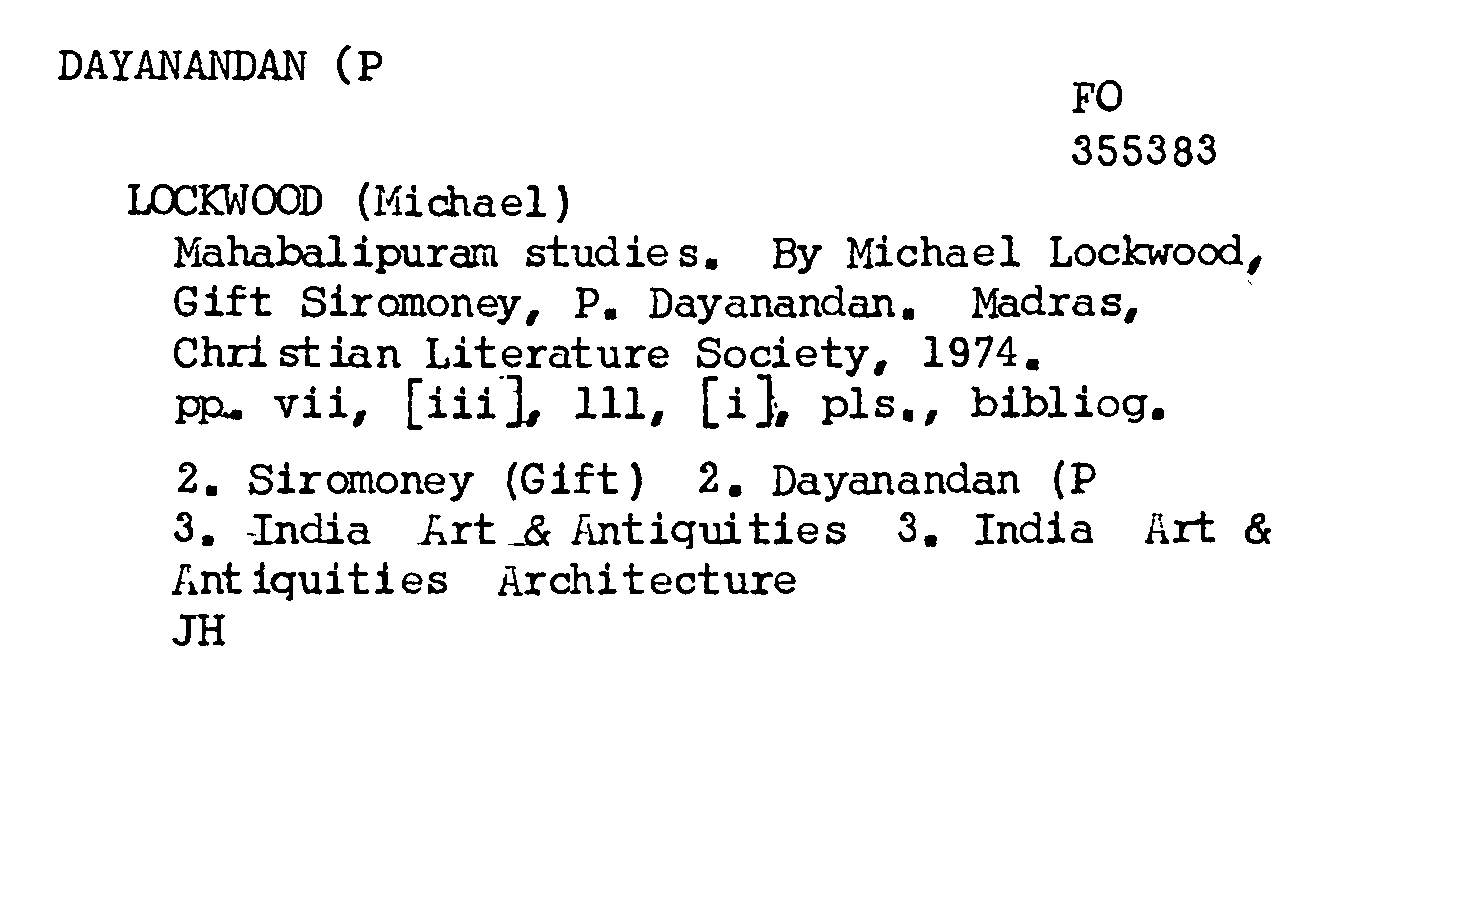 DAYANANDAN (P
FO
355383
LOCKWOOD (Michael)
Mahabalipuram studies. By Michael Lockwood,
Gift Siromoney, P. Dayanandan. Madras,
Christian Literature Society, 1974.
pp. vii, [iii], lll, [i], pls., bibliog.
2. Siromoney (Gift) 2. Dayanandan (P
3. India Art & Antiquities 3. India Art &
Antiquities Architecture
JH